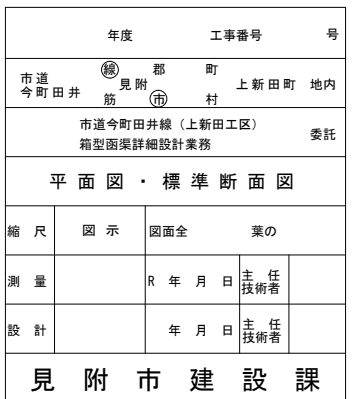 年度 工事番号 号
市道 ㊞線 郡 町
今町田井 見附 上新田町 地内
筋 市 村
市道今町田井線（上新田工区）
箱型函渠詳細設計業務 委託
平面図・標準断面図
縮尺 図示 図面全 葉の
測量 R 年 月 日 主任
技術者
設計 年 月 日 主任
技術者
見附市建設課